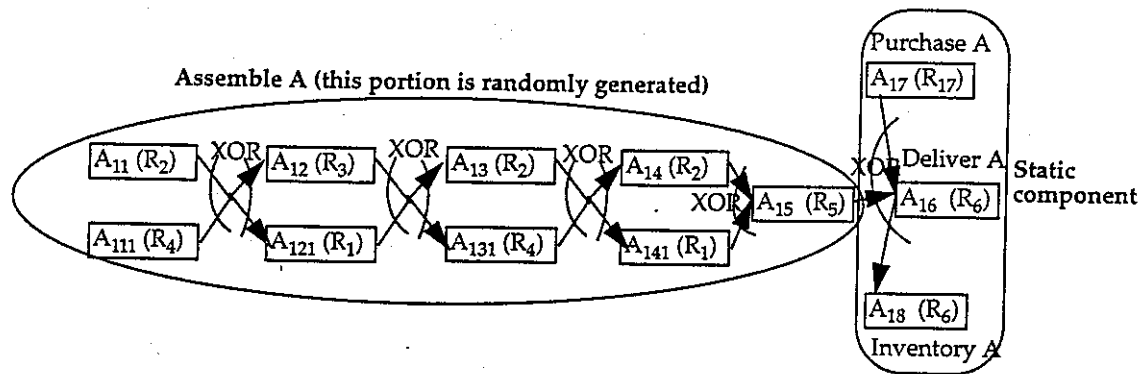 Purchase A
Assemble A (this portion is randomly generated)
A17 (R17)
XOR XOR XOR
A11 (R2) A12 (R3) A13 (R2) A14 (R2)
XOR Deliver A
Static component
XOR A15 (R5) A16 (R6)
A111 (R4) A121 (R1) A131 (R4) A141 (R1)
A18 (R6)
Inventory A